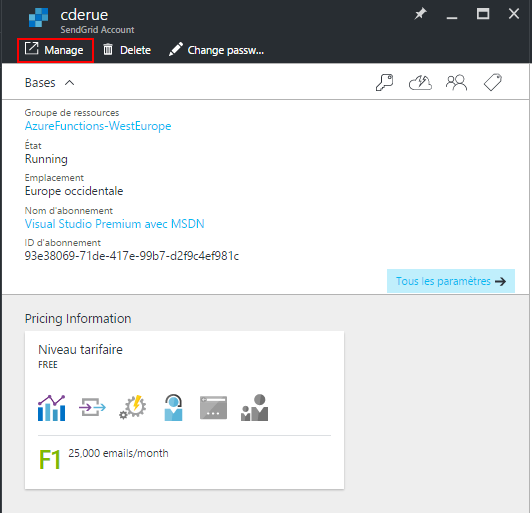 cderue
SendGrid Account
Manage Delete Change passw...
Bases
Groupe de ressources
AzureFunctions-WestEurope
État
Running
Emplacement
Europe occidentale
Nom d'abonnement
Visual Studio Premium avec MSDN
ID d'abonnement
93e38069-71de-417e-99b7-d2f9c4ef981c
Tous les paramètres
Pricing Information
Niveau tarifaire
FREE
F1 25,000 emails/month